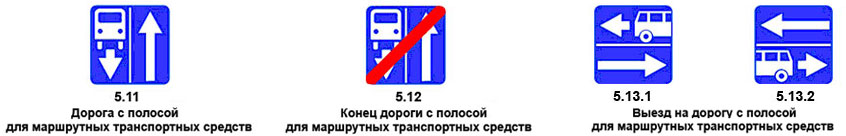 5.11
Дорога с полосой
для маршрутных транспортных средств
5.12
Конец дороги с полосой
для маршрутных транспортных средств
5.13.1 5.13.2
Выезд на дорогу с полосой
для маршрутных транспортных средств